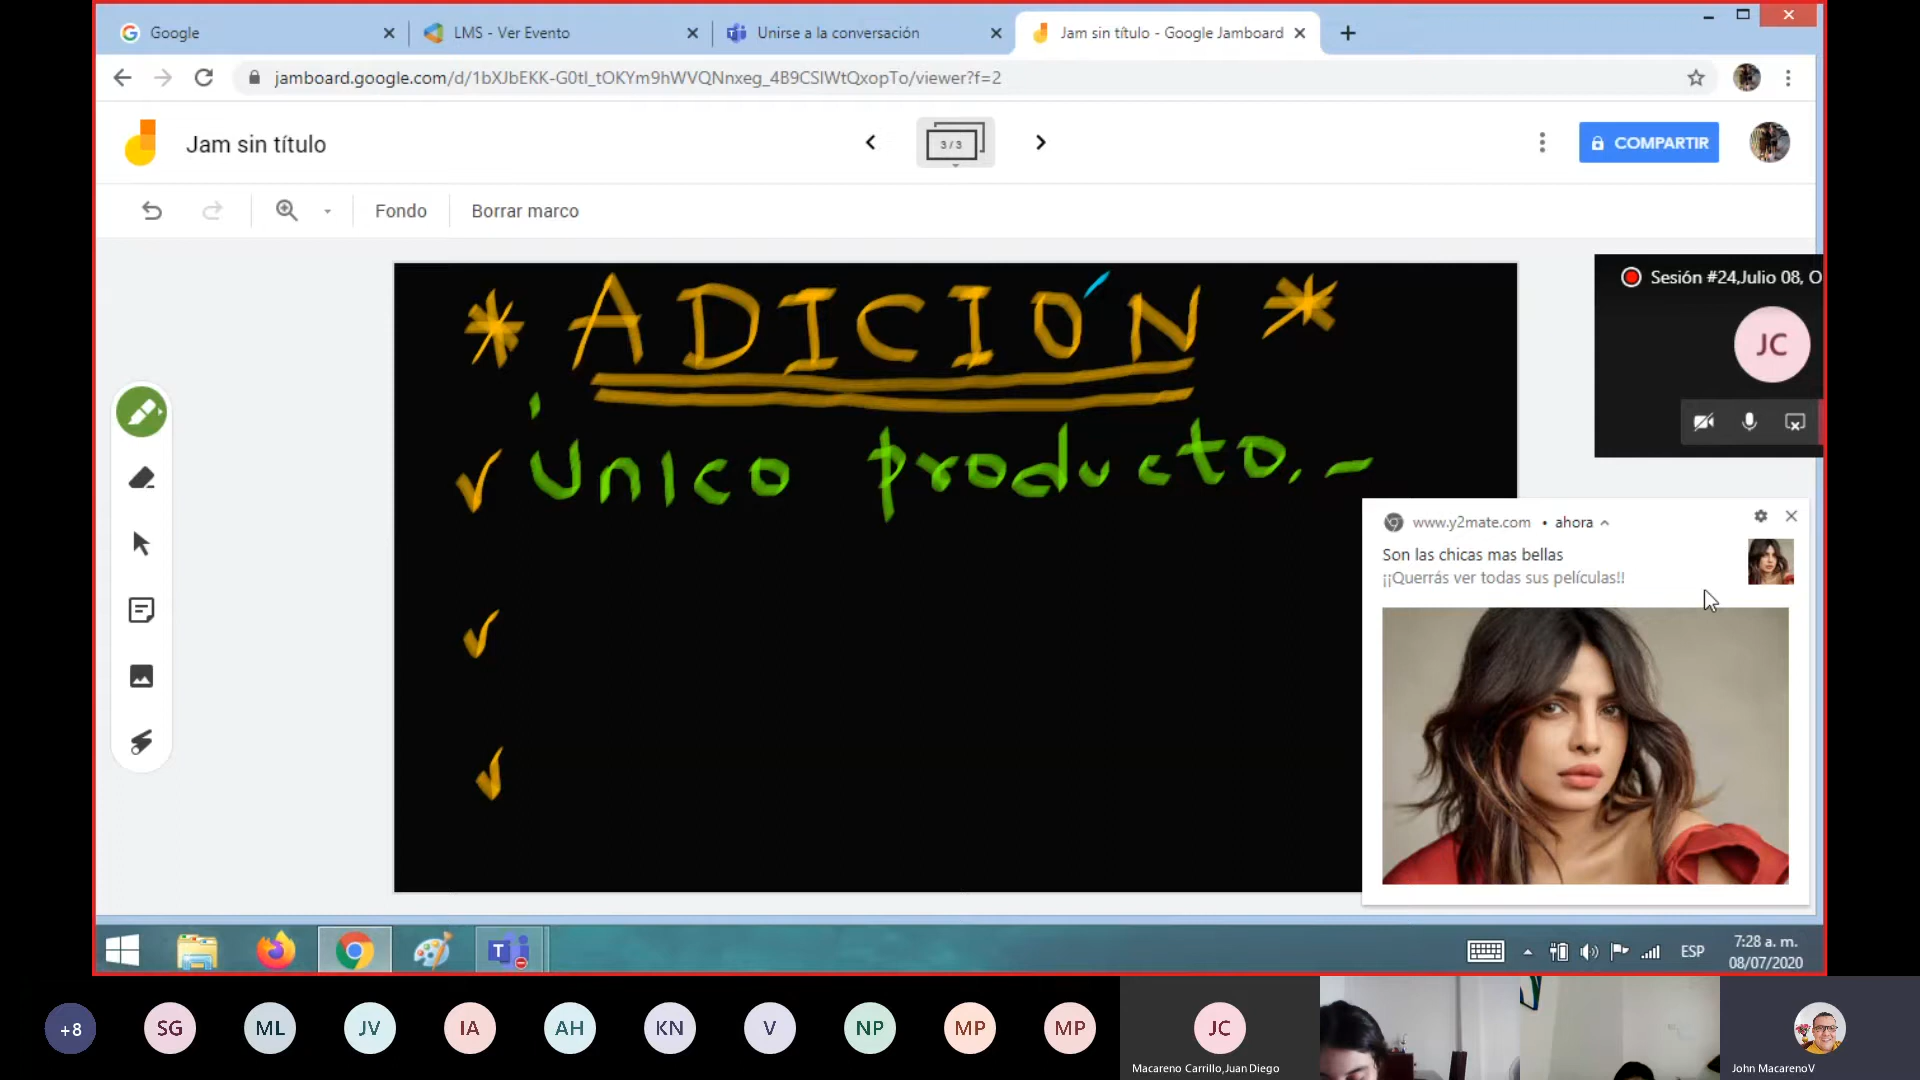 Google
LMS - Ver Evento
Unirse a la conversación
Jam sin título - Google Jamboard
jamboard.google.com/d/1bXJbEKK-G0tI_tOKYm9hWVQNnxeg_4B9CSIWtQxopTo/viewer?f=2
Jam sin título
3 / 3
COMPARTIR
Fondo
Borrar marco
* ADICIÓN *
Único producto. -
Sesión #24,Julio 08, O
JC
www.y2mate.com • ahora
Son las chicas mas bellas
¡¡Querrás ver todas sus películas!!
T
ESP
7:28 a. m.
08/07/2020
+8
SG
ML
JV
IA
AH
KN
V
NP
MP
MP
JC
Macareno Carrillo,Juan Diego
John MacarenoV